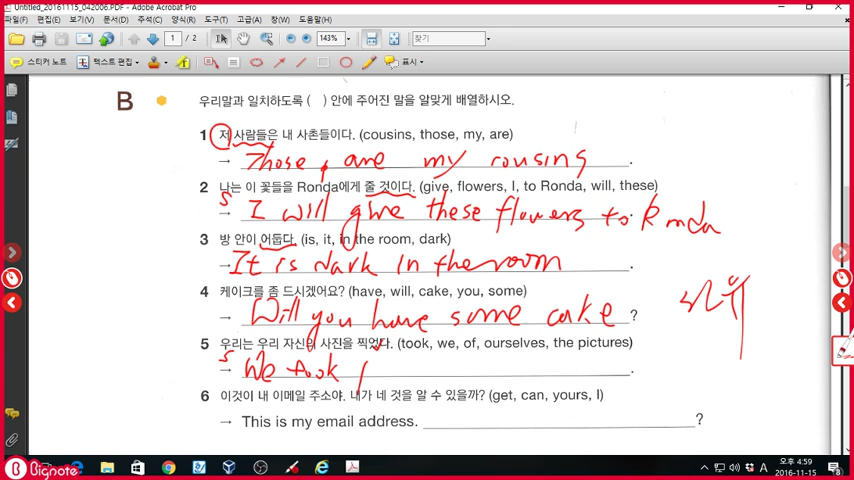 Untitled_20161115_042006.PDF - Adobe Acrobat Pro
파일(F) 편집(E) 보기(V) 문서(D) 주석(C) 양식(R) 도구(T) 고급(A) 창(W) 도움말(H)
1 / 2 143% 찾기
스티커 노트 텍스트 편집 표시
B 우리말과 일치하도록 ( ) 안에 주어진 말을 알맞게 배열하시오.
1 저 사람들은 내 사촌들이다. (cousins, those, my, are)
→ Those are my cousins.
2 나는 이 꽃들을 Ronda에게 줄 것이다. (give, flowers, I, to Ronda, will, these)
S
→ I will give these flowers to Ronda.
3 방 안이 어둡다. (is, it, in the room, dark)
→ It is dark in the room.
4 케이크를 좀 드시겠어요? (have, will, cake, you, some)
→ Will you have some cake?
5 우리는 우리 자신의 사진을 찍었다. (took, we, of, ourselves, the pictures)
S
→ We took .
6 이것이 내 이메일 주소야. 내가 네 것을 알 수 있을까? (get, can, yours, I)
→ This is my email address. ?
Bignote
A 오후 4:59
2016-11-15